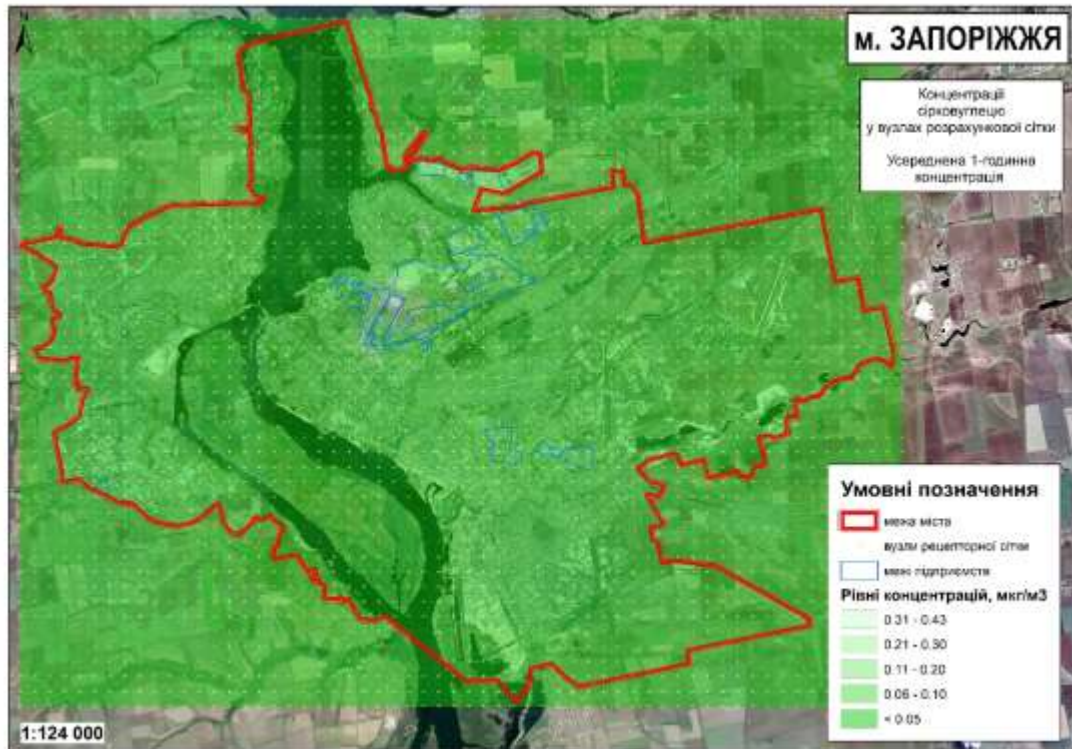 м. ЗАПОРІЖЖЯ
Концентрації
сірковуглецю
у вузлах розрахункової сітки
Усереднена 1-годинна
концентрація
Умовні позначення
межа міста
вузли рецепторної сітки
межі підприємств
Рівні концентрацій, мкг/м3
0.31 - 0.43
0.21 - 0.30
0.11 - 0.20
0.06 - 0.10
< 0.05
1:124 000